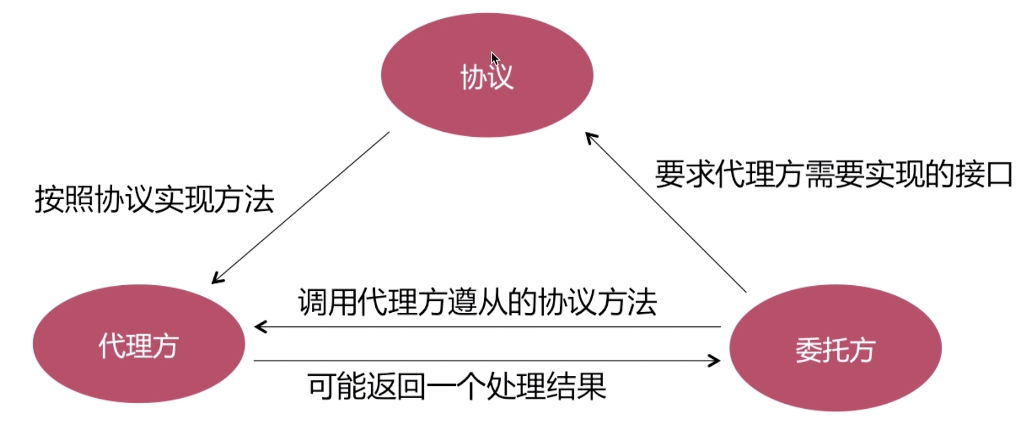 协议
要求代理方需要实现的接口
按照协议实现方法
调用代理方遵从的协议方法
代理方
委托方
可能返回一个处理结果